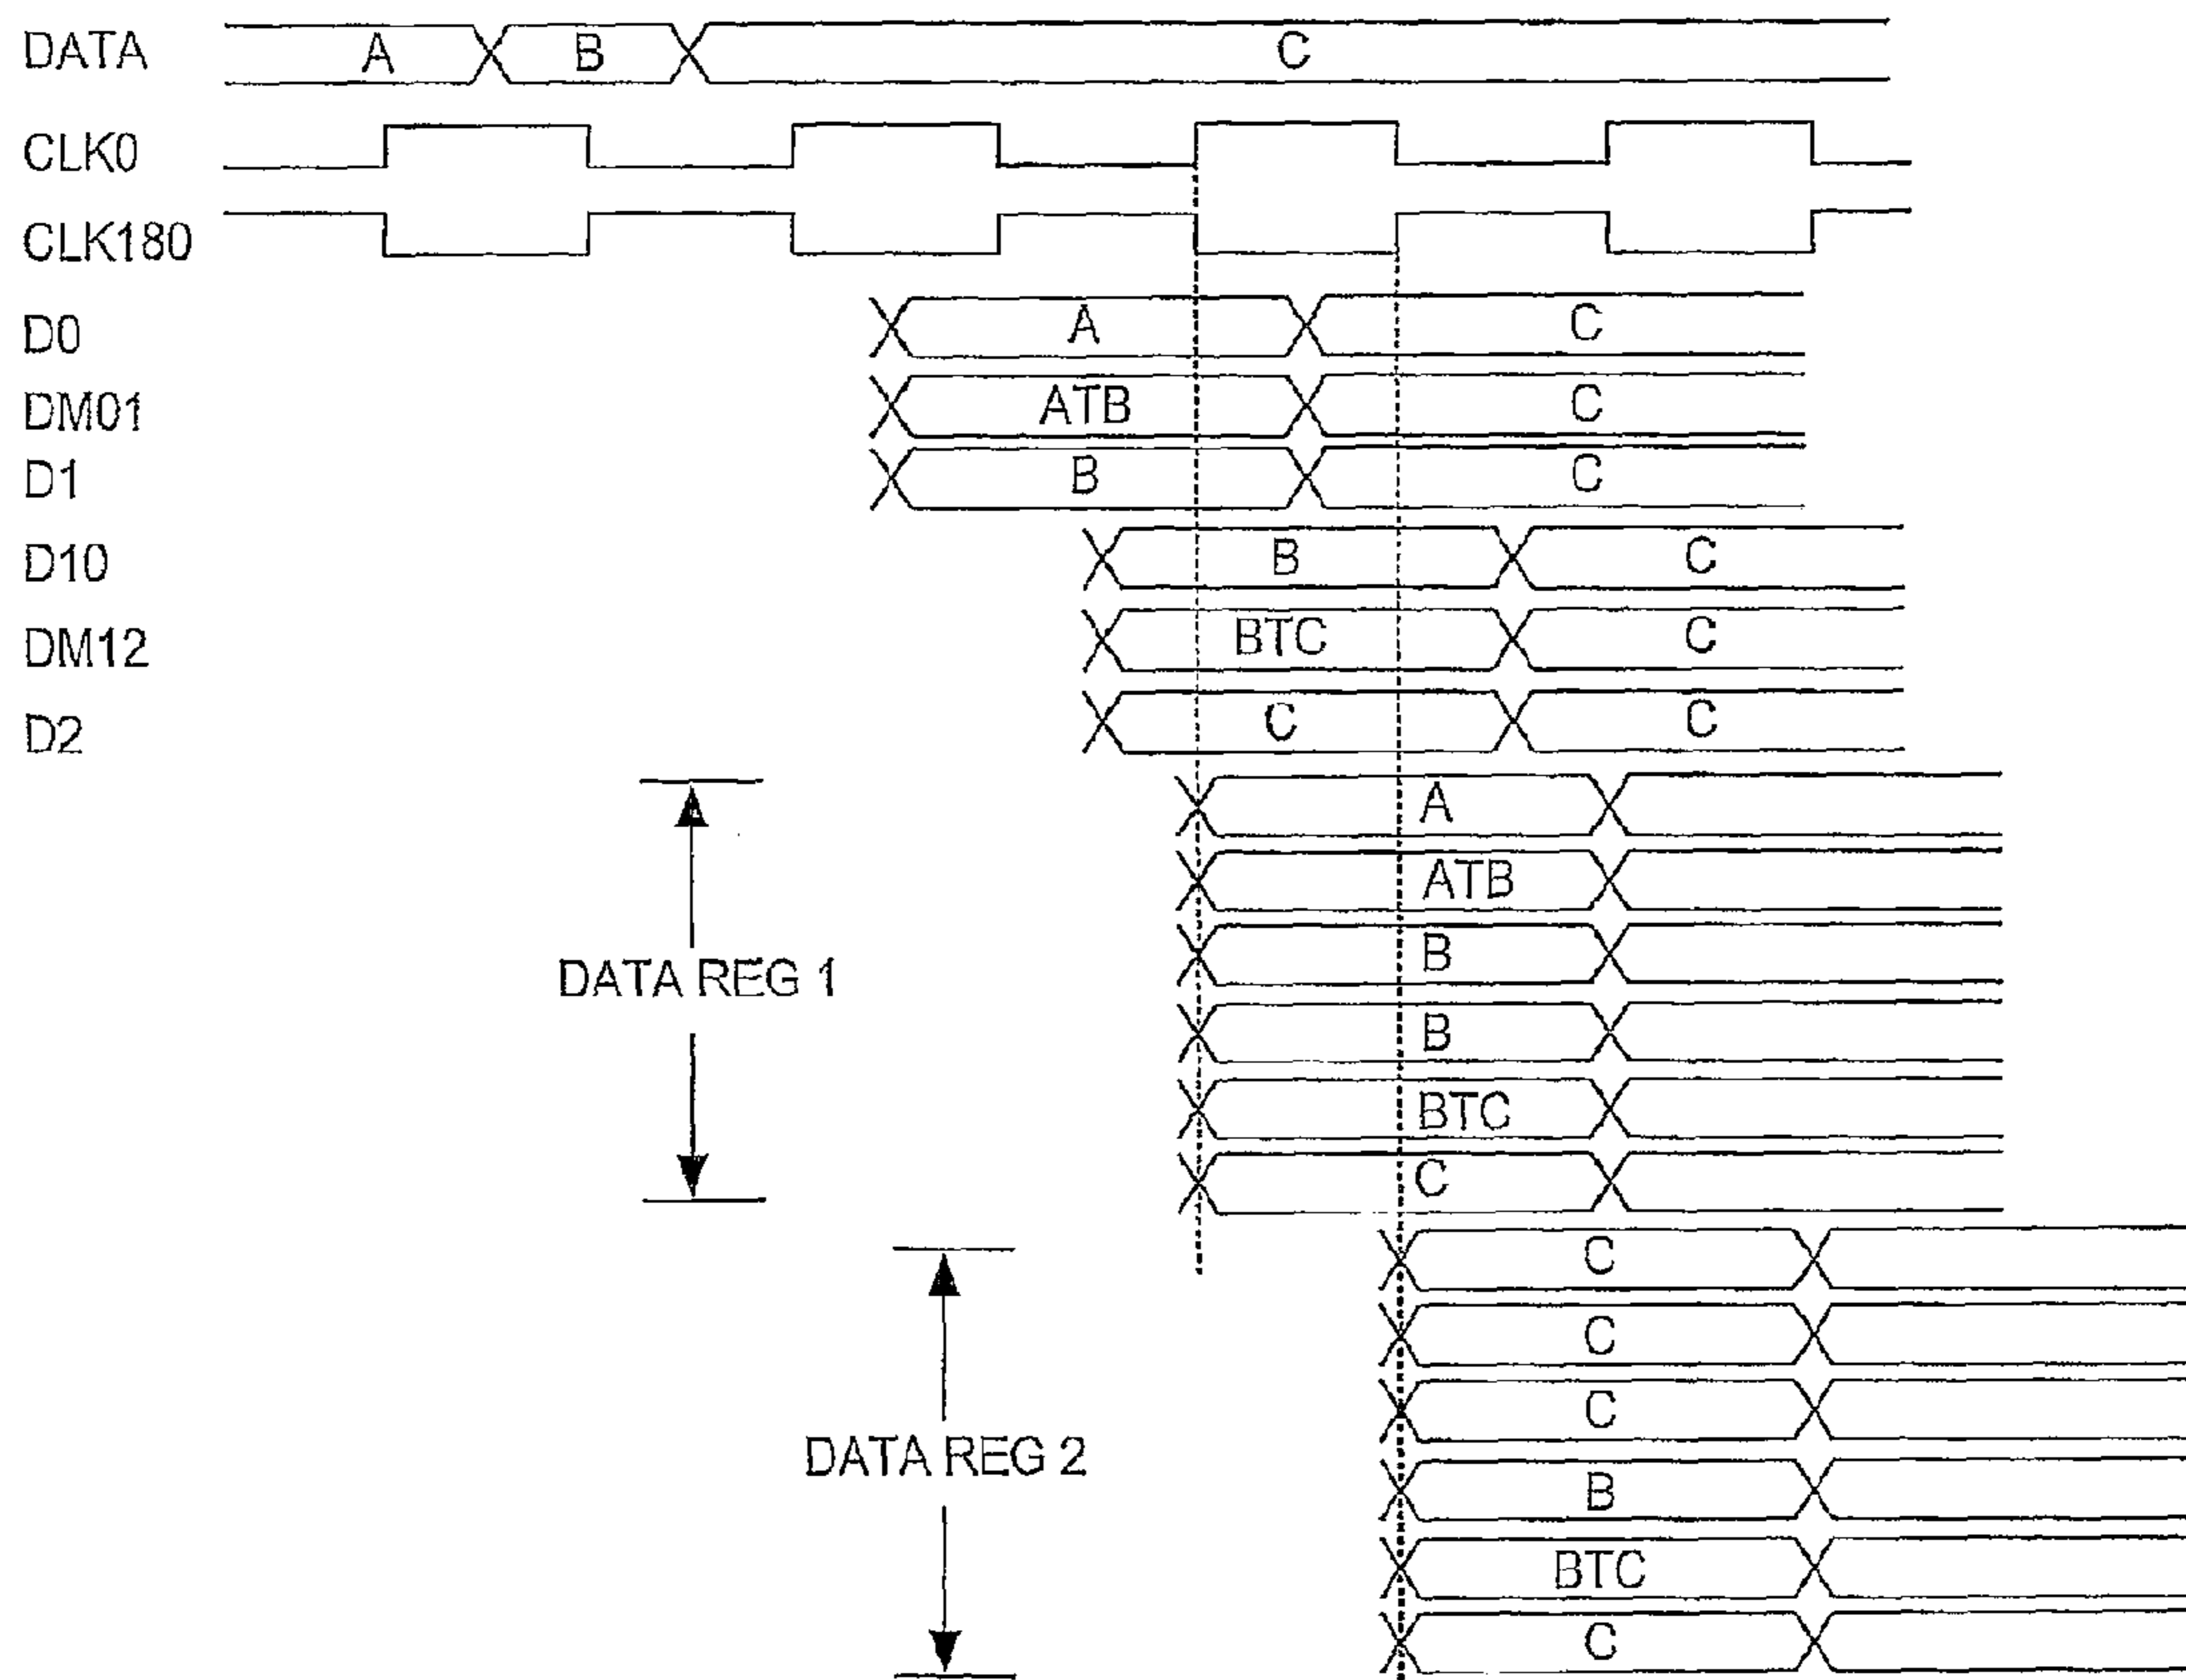 DATA A B C
CLK0
CLK180
D0 A C
DM01 ATB C
D1 B C
D10 B C
DM12 BTC C
D2 C C
A
ATB
B
DATA REG 1
B
BTC
C
C
C
C
DATA REG 2
B
BTC
C